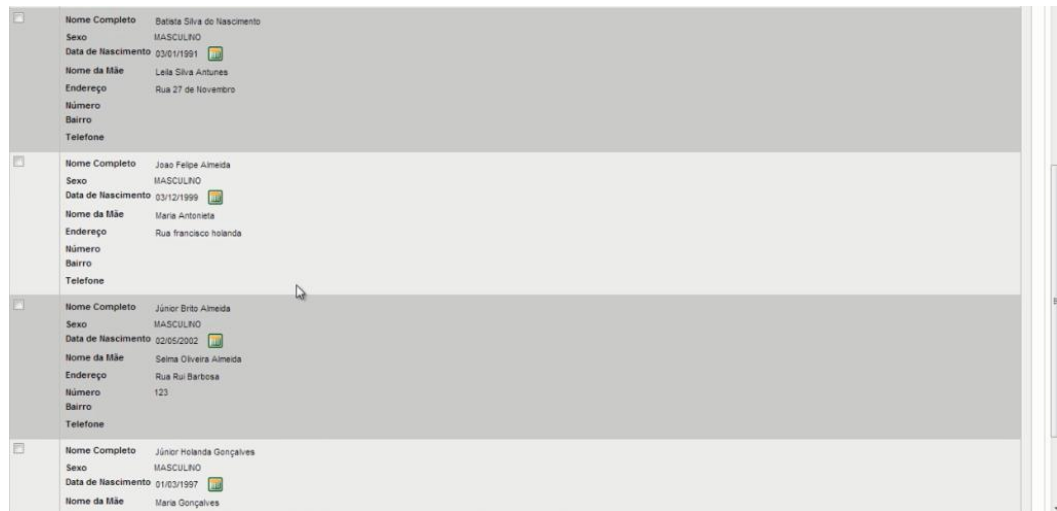 Nome Completo Batista Silva do Nascimento
Sexo MASCULINO
Data de Nascimento 03/01/1991
Nome da Mãe Leila Silva Antunes
Endereço Rua 27 de Novembro
Número
Bairro
Telefone
Nome Completo Joao Felipe Almeida
Sexo MASCULINO
Data de Nascimento 03/12/1999
Nome da Mãe Maria Antonieta
Endereço Rua francisco holanda
Número
Bairro
Telefone
Nome Completo Júnior Brito Almeida
Sexo MASCULINO
Data de Nascimento 02/05/2002
Nome da Mãe Selma Oliveira Almeida
Endereço Rua Rui Barbosa
Número 123
Bairro
Telefone
Nome Completo Júnior Holanda Gonçalves
Sexo MASCULINO
Data de Nascimento 01/03/1997
Nome da Mãe Maria Gonçalves